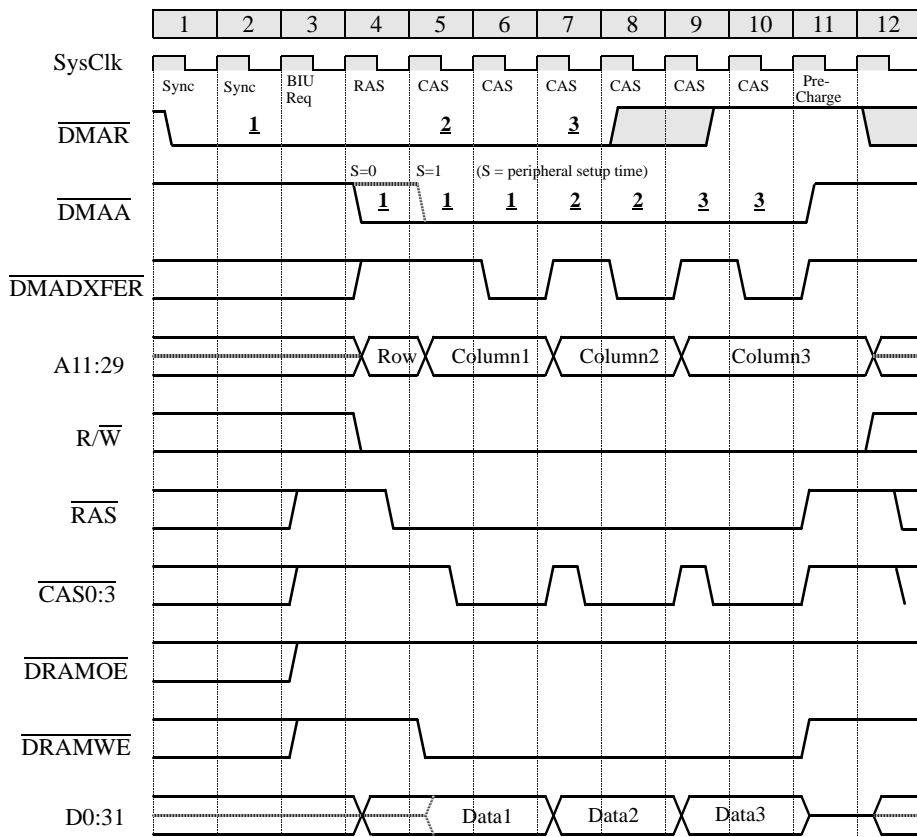 1 2 3 4 5 6 7 8 9 10 11 12
SysClk
Sync Sync BIU Req RAS CAS CAS CAS CAS CAS CAS Pre-Charge
DMAR 1 2 3
S=0 S=1 (S = peripheral setup time)
DMAA 1 1 1 2 2 3 3
DMADXFER
A11:29 Row Column1 Column2 Column3
R/W
RAS
CAS0:3
DRAMOE
DRAMWE
D0:31 Data1 Data2 Data3